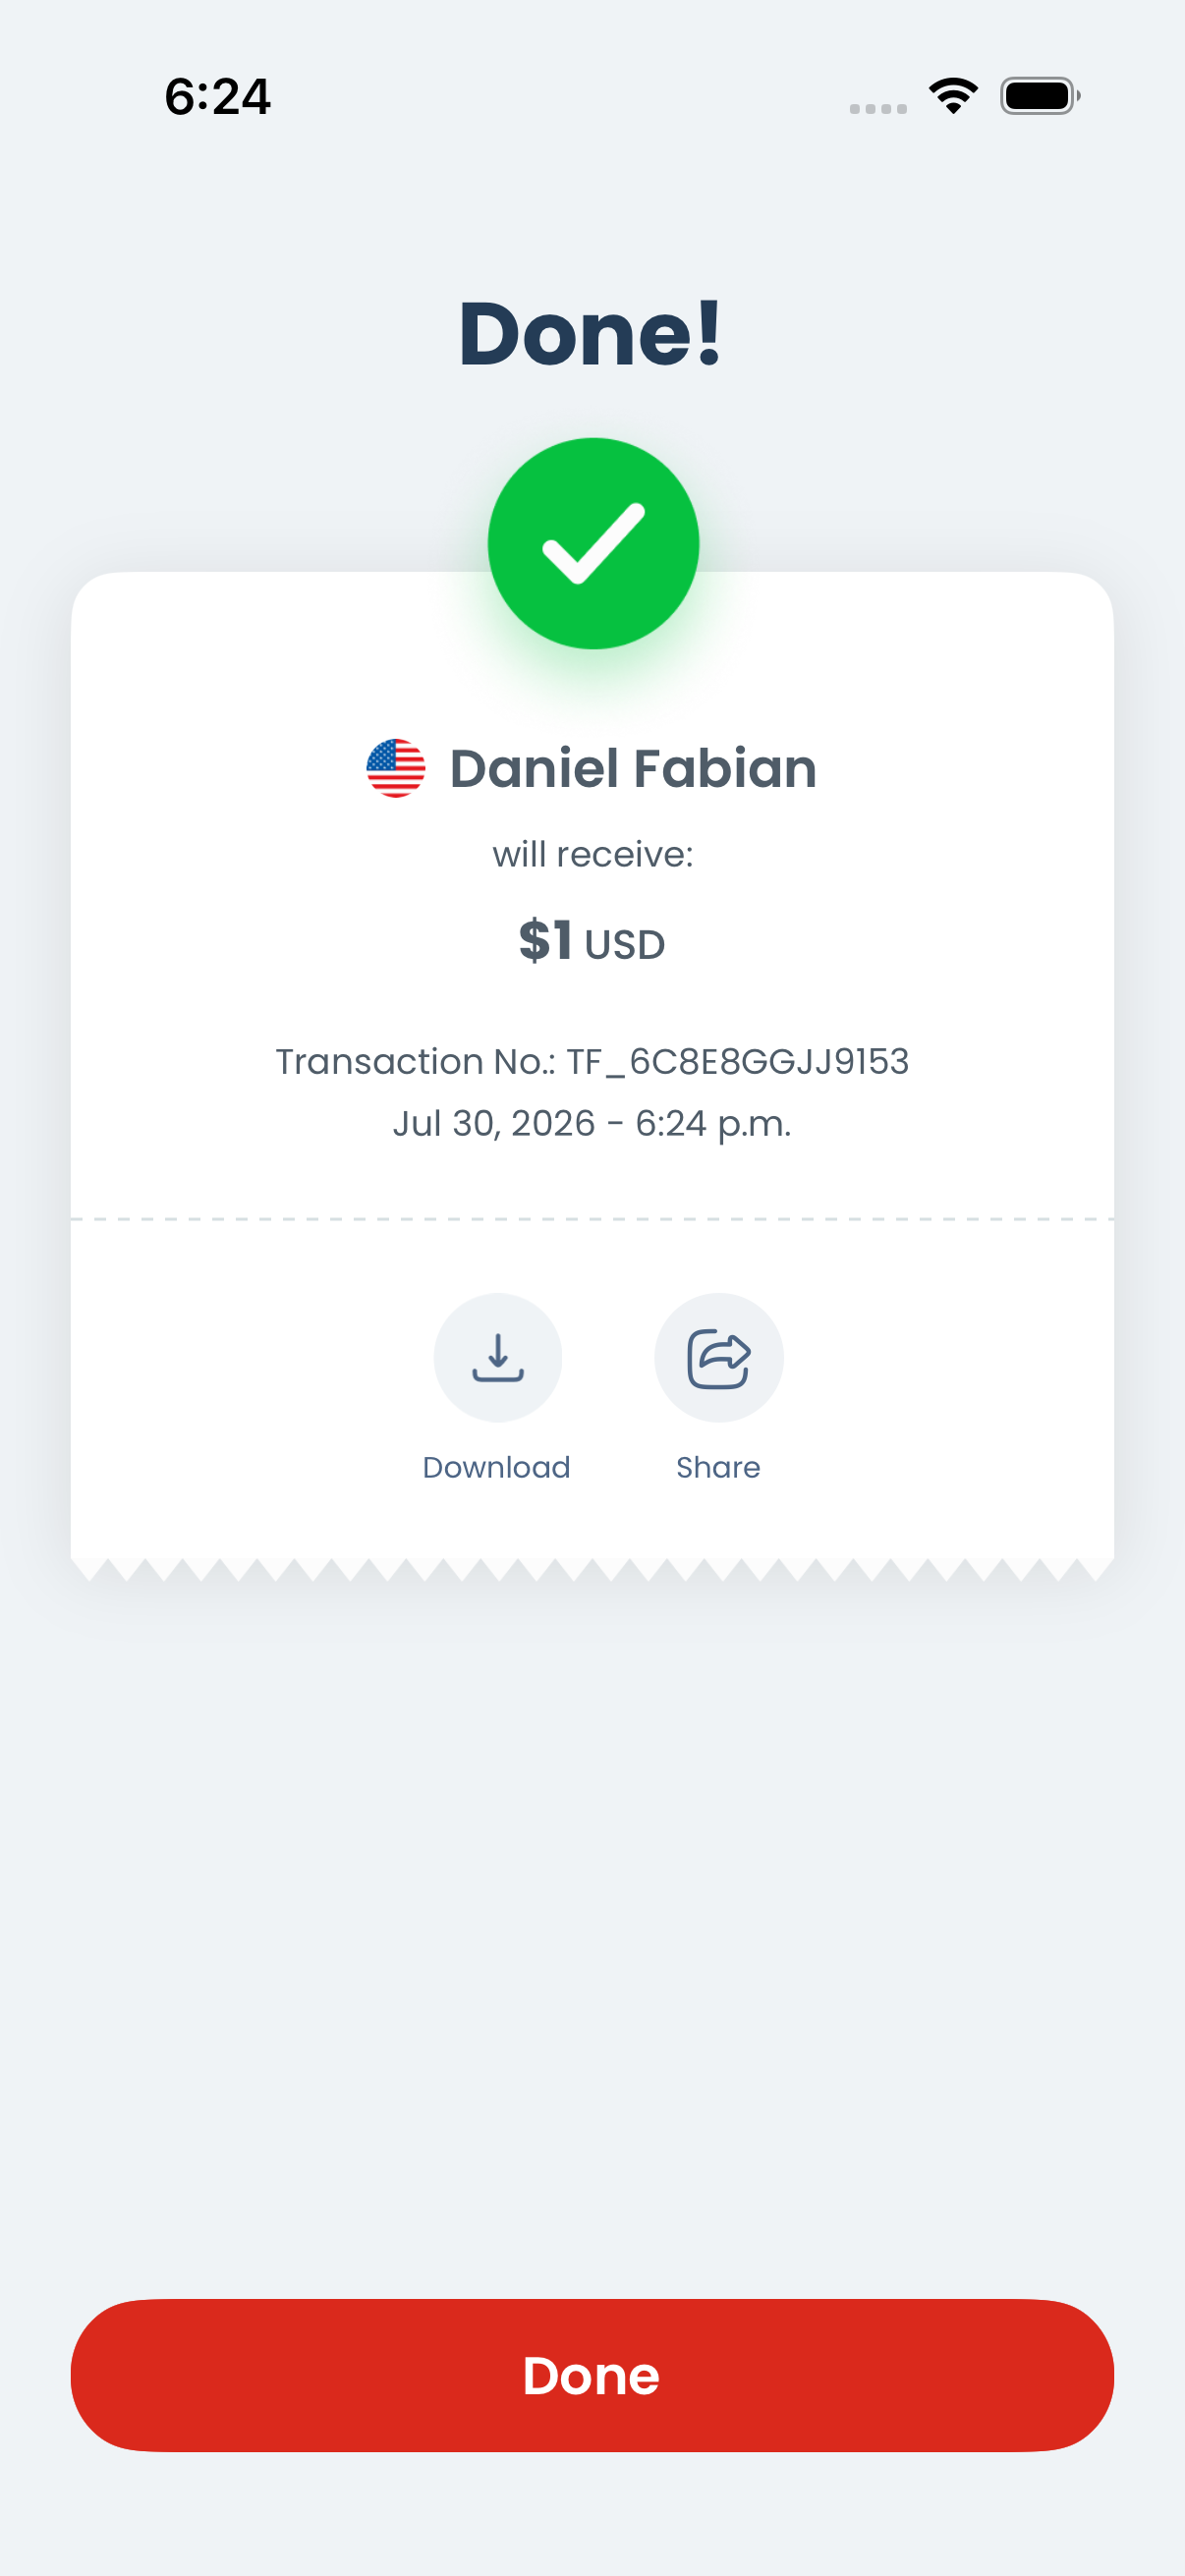 6:24
Done!
Daniel Fabian
will receive:
$1 USD
Transaction No.: TF_6C8E8GGJJ9153
Jul 30, 2026 - 6:24 p.m.
Download
Share
Done